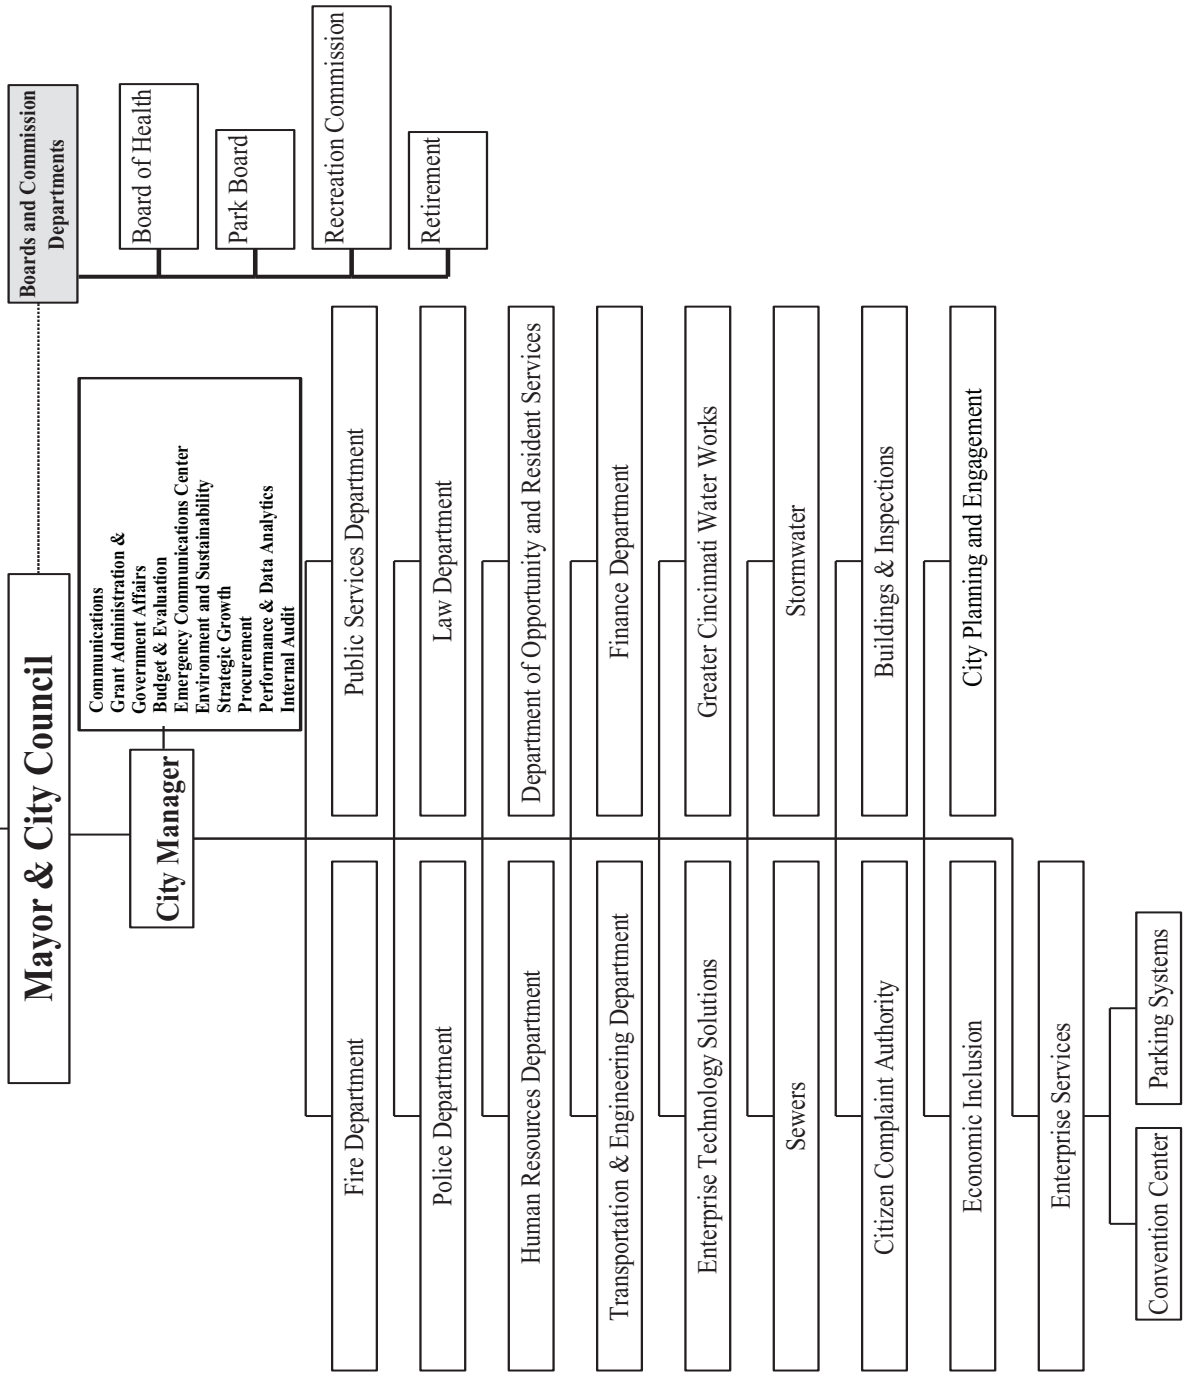 Mayor & City Council
Boards and Commission
Departments
City Manager
Communications
Grant Administration &
Government Affairs
Budget & Evaluation
Emergency Communications Center
Environment and Sustainability
Strategic Growth
Procurement
Performance & Data Analytics
Internal Audit
Board of Health
Park Board
Recreation Commission
Retirement
Fire Department
Public Services Department
Police Department
Law Department
Human Resources Department
Department of Opportunity and Resident Services
Transportation & Engineering Department
Finance Department
Enterprise Technology Solutions
Greater Cincinnati Water Works
Sewers
Stormwater
Citizen Complaint Authority
Buildings & Inspections
Economic Inclusion
City Planning and Engagement
Enterprise Services
Convention Center
Parking Systems